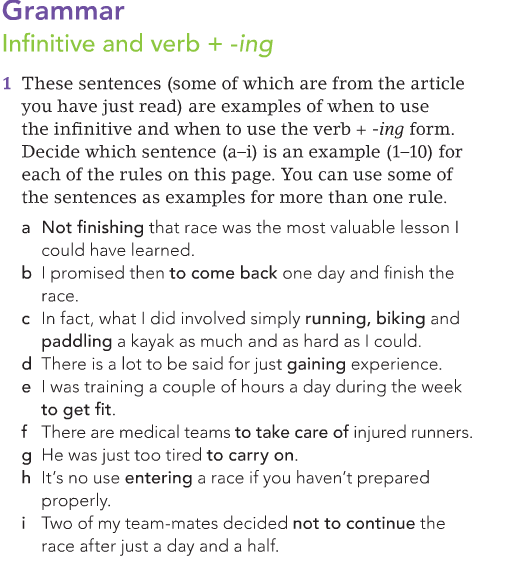 Grammar
Infinitive and verb + -ing
1 These sentences (some of which are from the article
you have just read) are examples of when to use
the infinitive and when to use the verb + -ing form.
Decide which sentence (a–i) is an example (1–10) for
each of the rules on this page. You can use some of
the sentences as examples for more than one rule.
a Not finishing that race was the most valuable lesson I
could have learned.
b I promised then to come back one day and finish the
race.
c In fact, what I did involved simply running, biking and
paddling a kayak as much and as hard as I could.
d There is a lot to be said for just gaining experience.
e I was training a couple of hours a day during the week
to get fit.
f There are medical teams to take care of injured runners.
g He was just too tired to carry on.
h It's no use entering a race if you haven't prepared
properly.
i Two of my team-mates decided not to continue the
race after just a day and a half.